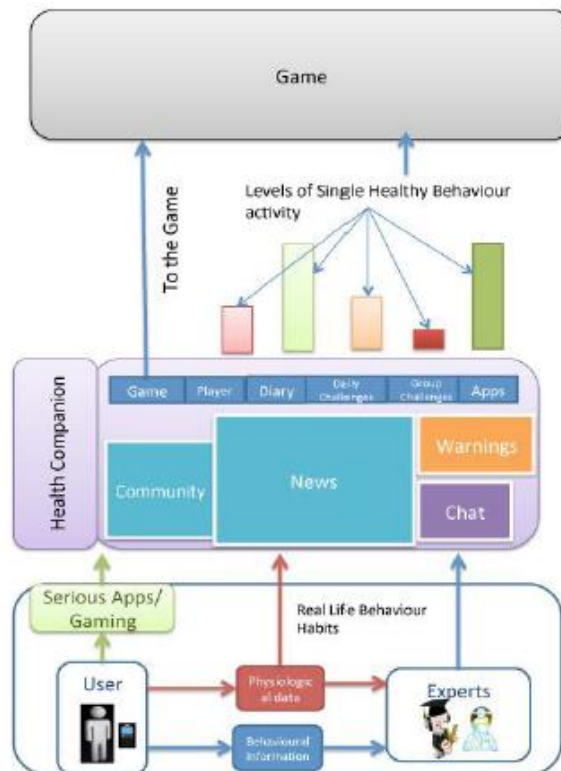 Game
To the Game
Levels of Single Healthy Behaviour
activity
Health Companion
Game
Player
Diary
Daily
Challenges
Group
Challenges
Apps
Community
News
Warnings
Chat
Serious Apps/
Gaming
Real Life Behaviour
Habits
User
Physiologic
al data
Experts
Behavioural
Information